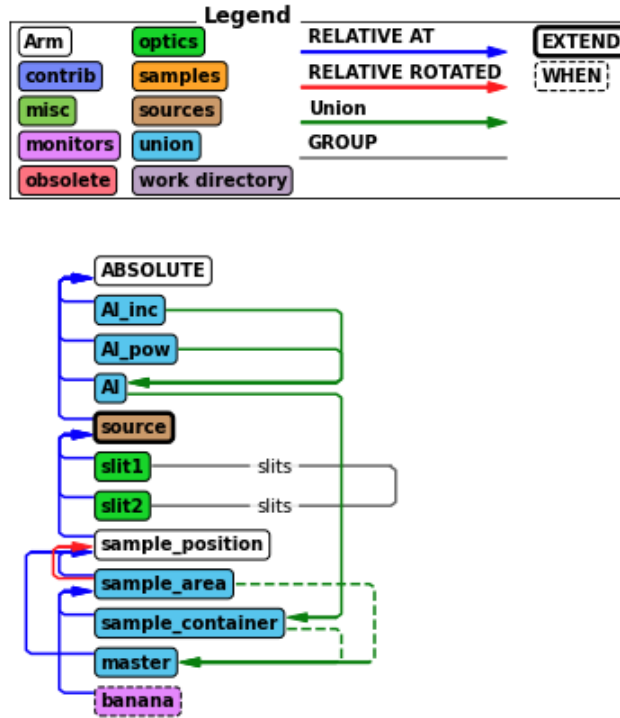 Legend
Arm optics RELATIVE AT EXTEND
contrib samples RELATIVE ROTATED WHEN
misc sources Union
monitors union GROUP
obsolete work directory
ABSOLUTE
Al_inc
Al_pow
Al
source
slit1 slits
slit2 slits
sample_position
sample_area
sample_container
master
banana